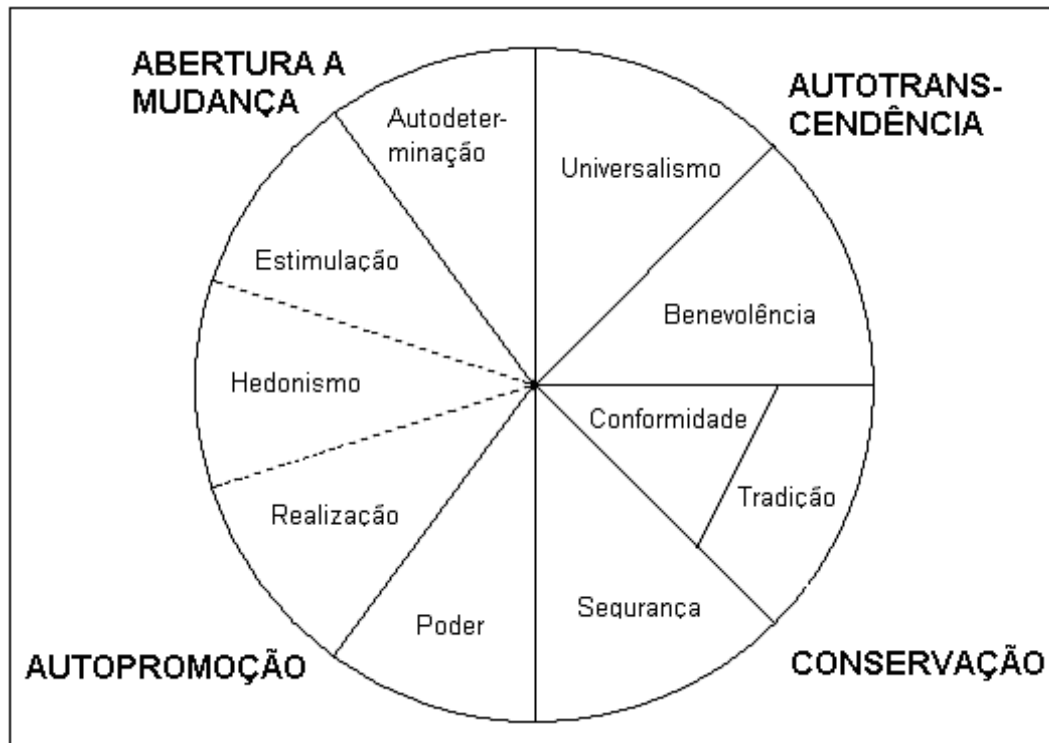 ABERTURA A
MUDANÇA
AUTOTRANS-
CENDÊNCIA
Autodeter-
minação
Universalismo
Estimulação
Benevolência
Hedonismo
Conformidade
Realização
Tradição
Poder
Segurança
AUTOPROMOÇÃO
CONSERVAÇÃO